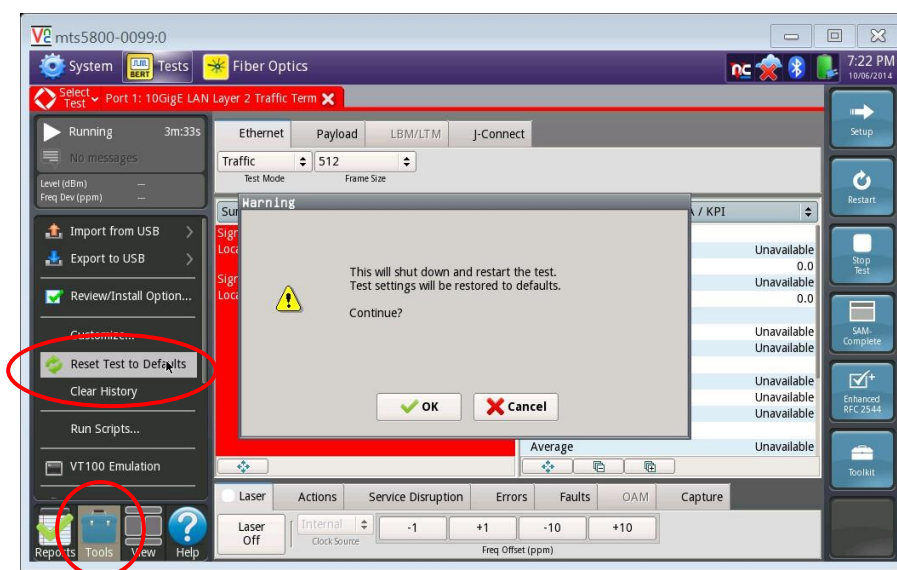 V2 mts5800-0099:0
System BERT Tests Fiber Optics
7:22 PM
10/06/2014
Select Test Port 1: 10GigE LAN Layer 2 Traffic Term
Running 3m:33s
No messages
Level (dBm) —
Freq Dev (ppm) —
Import from USB
Export to USB
Review/Install Option...
Customize...
Reset Test to Defaults
Clear History
Run Scripts...
VT100 Emulation
Reports Tools View Help
Ethernet Payload LBM/LTM J-Connect
Traffic 512
Test Mode Frame Size
/ KPI
Unavailable
0.0
Unavailable
0.0
Unavailable
Unavailable
Unavailable
Unavailable
Unavailable
Average Unavailable
Warning
This will shut down and restart the test.
Test settings will be restored to defaults.
Continue?
OK Cancel
Laser Actions Service Disruption Errors Faults OAM Capture
Laser Off
Internal -1 +1 -10 +10
Clock Source Freq Offset (ppm)
Setup
Restart
Stop Test
SAM-Complete
Enhanced RFC 2544
Toolkit